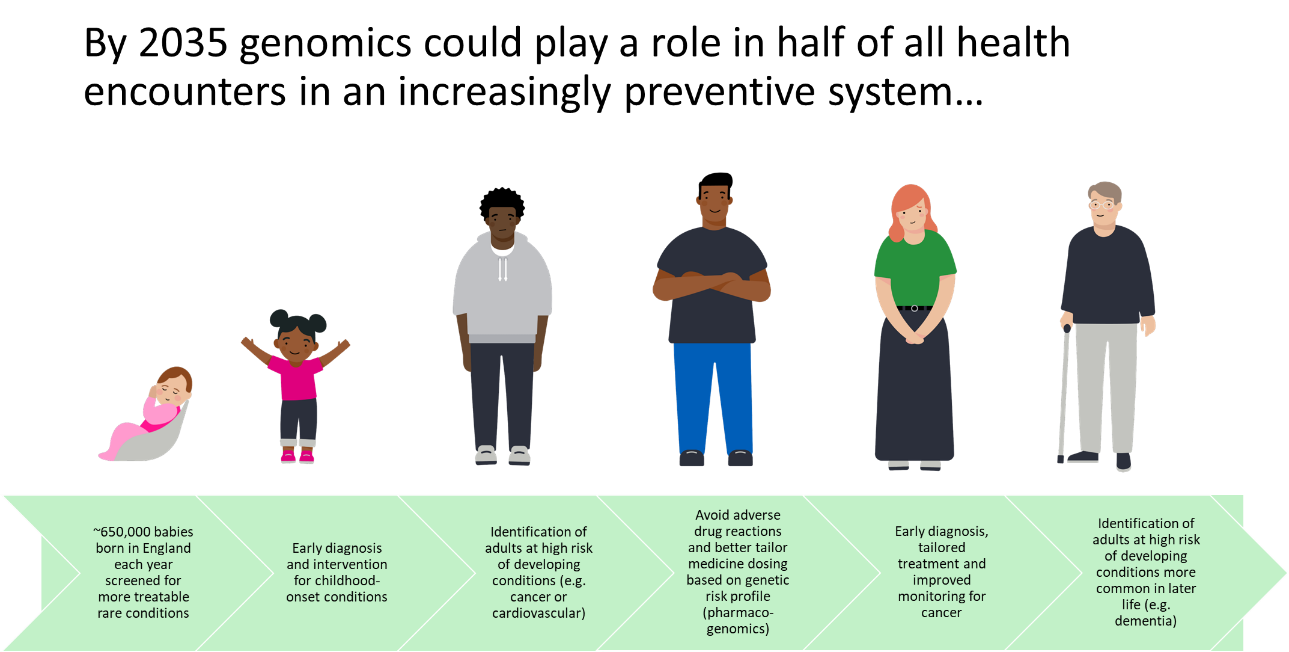 By 2035 genomics could play a role in half of all health
encounters in an increasingly preventive system…
~650,000 babies
born in England
each year
screened for
more treatable
rare conditions
Early diagnosis
and intervention
for childhood-
onset conditions
Identification of
adults at high risk
of developing
conditions (e.g.
cancer or
cardiovascular)
Avoid adverse
drug reactions
and better tailor
medicine dosing
based on genetic
risk profile
(pharmaco-
genomics)
Early diagnosis,
tailored
treatment and
improved
monitoring for
cancer
Identification of
adults at high risk
of developing
conditions more
common in later
life (e.g.
dementia)